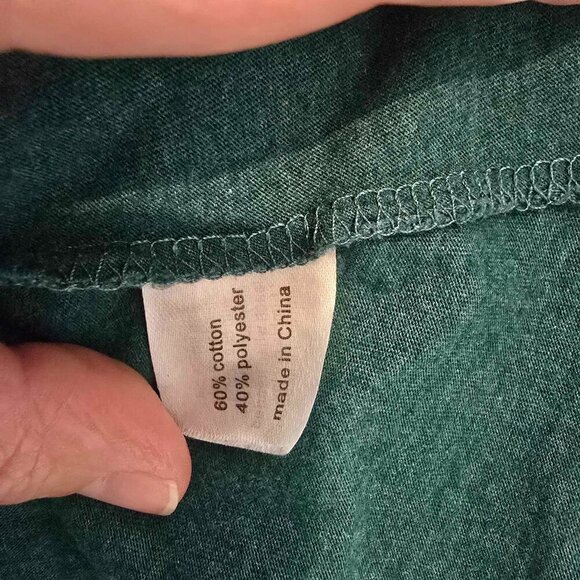 60% cotton
40% polyester
made in China